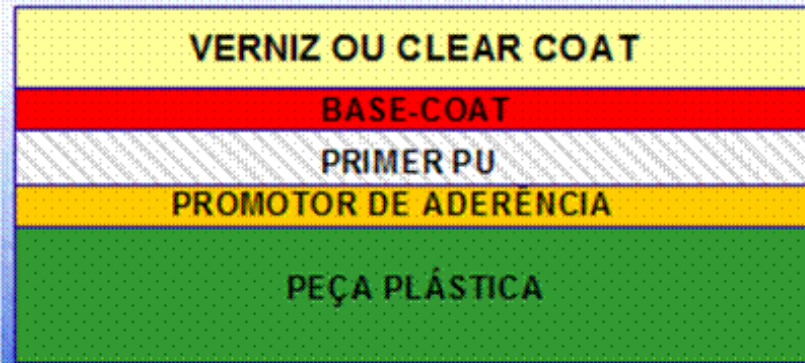 VERNIZ OU CLEAR COAT
BASE-COAT
PRIMER PU
PROMOTOR DE ADERÊNCIA
PEÇA PLÁSTICA